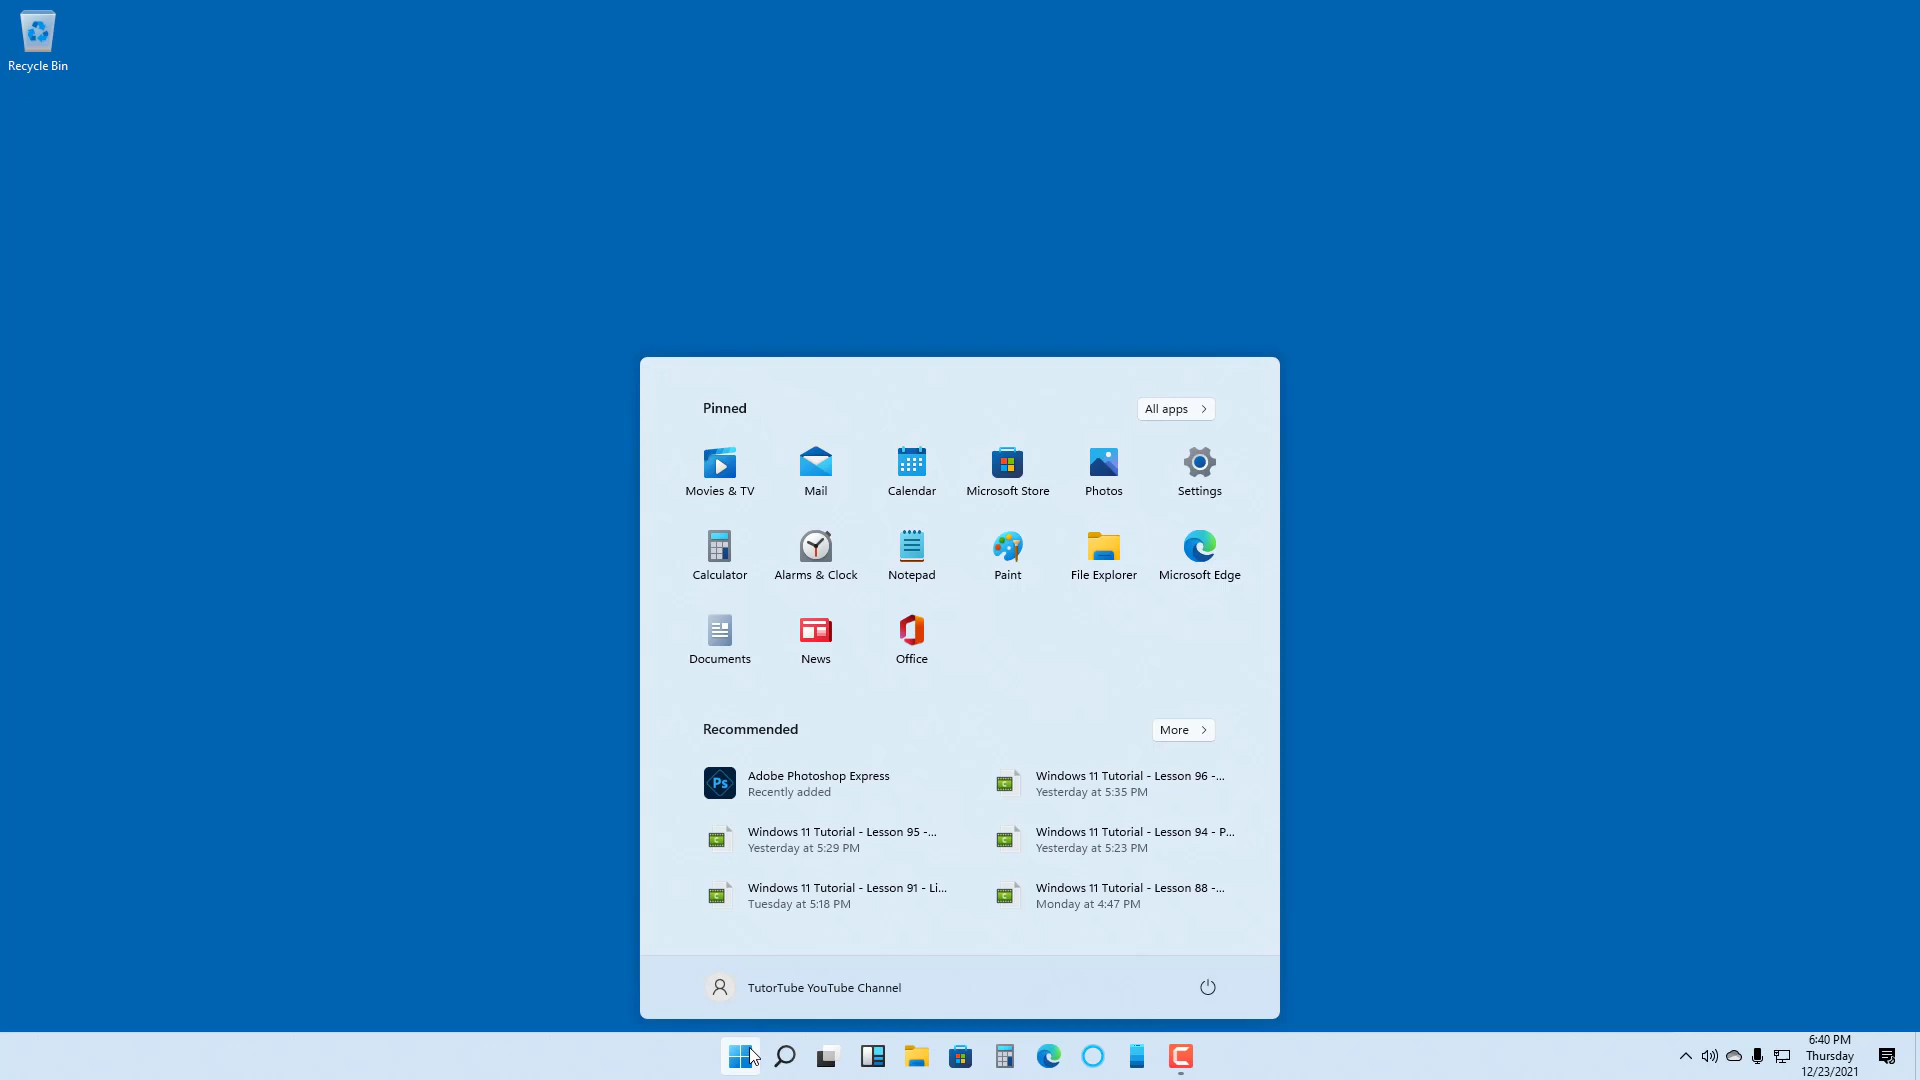 Recycle Bin
Pinned
All apps
Movies & TV
Mail
Calendar
Microsoft Store
Photos
Settings
Calculator
Alarms & Clock
Notepad
Paint
File Explorer
Microsoft Edge
Documents
News
Office
Recommended
More
Ps
Adobe Photoshop Express
Recently added
Windows 11 Tutorial - Lesson 96 -...
Yesterday at 5:35 PM
Windows 11 Tutorial - Lesson 95 -...
Yesterday at 5:29 PM
Windows 11 Tutorial - Lesson 94 - P...
Yesterday at 5:23 PM
Windows 11 Tutorial - Lesson 91 - Li...
Tuesday at 5:18 PM
Windows 11 Tutorial - Lesson 88 -...
Monday at 4:47 PM
TutorTube YouTube Channel
6:40 PM
Thursday
12/23/2021